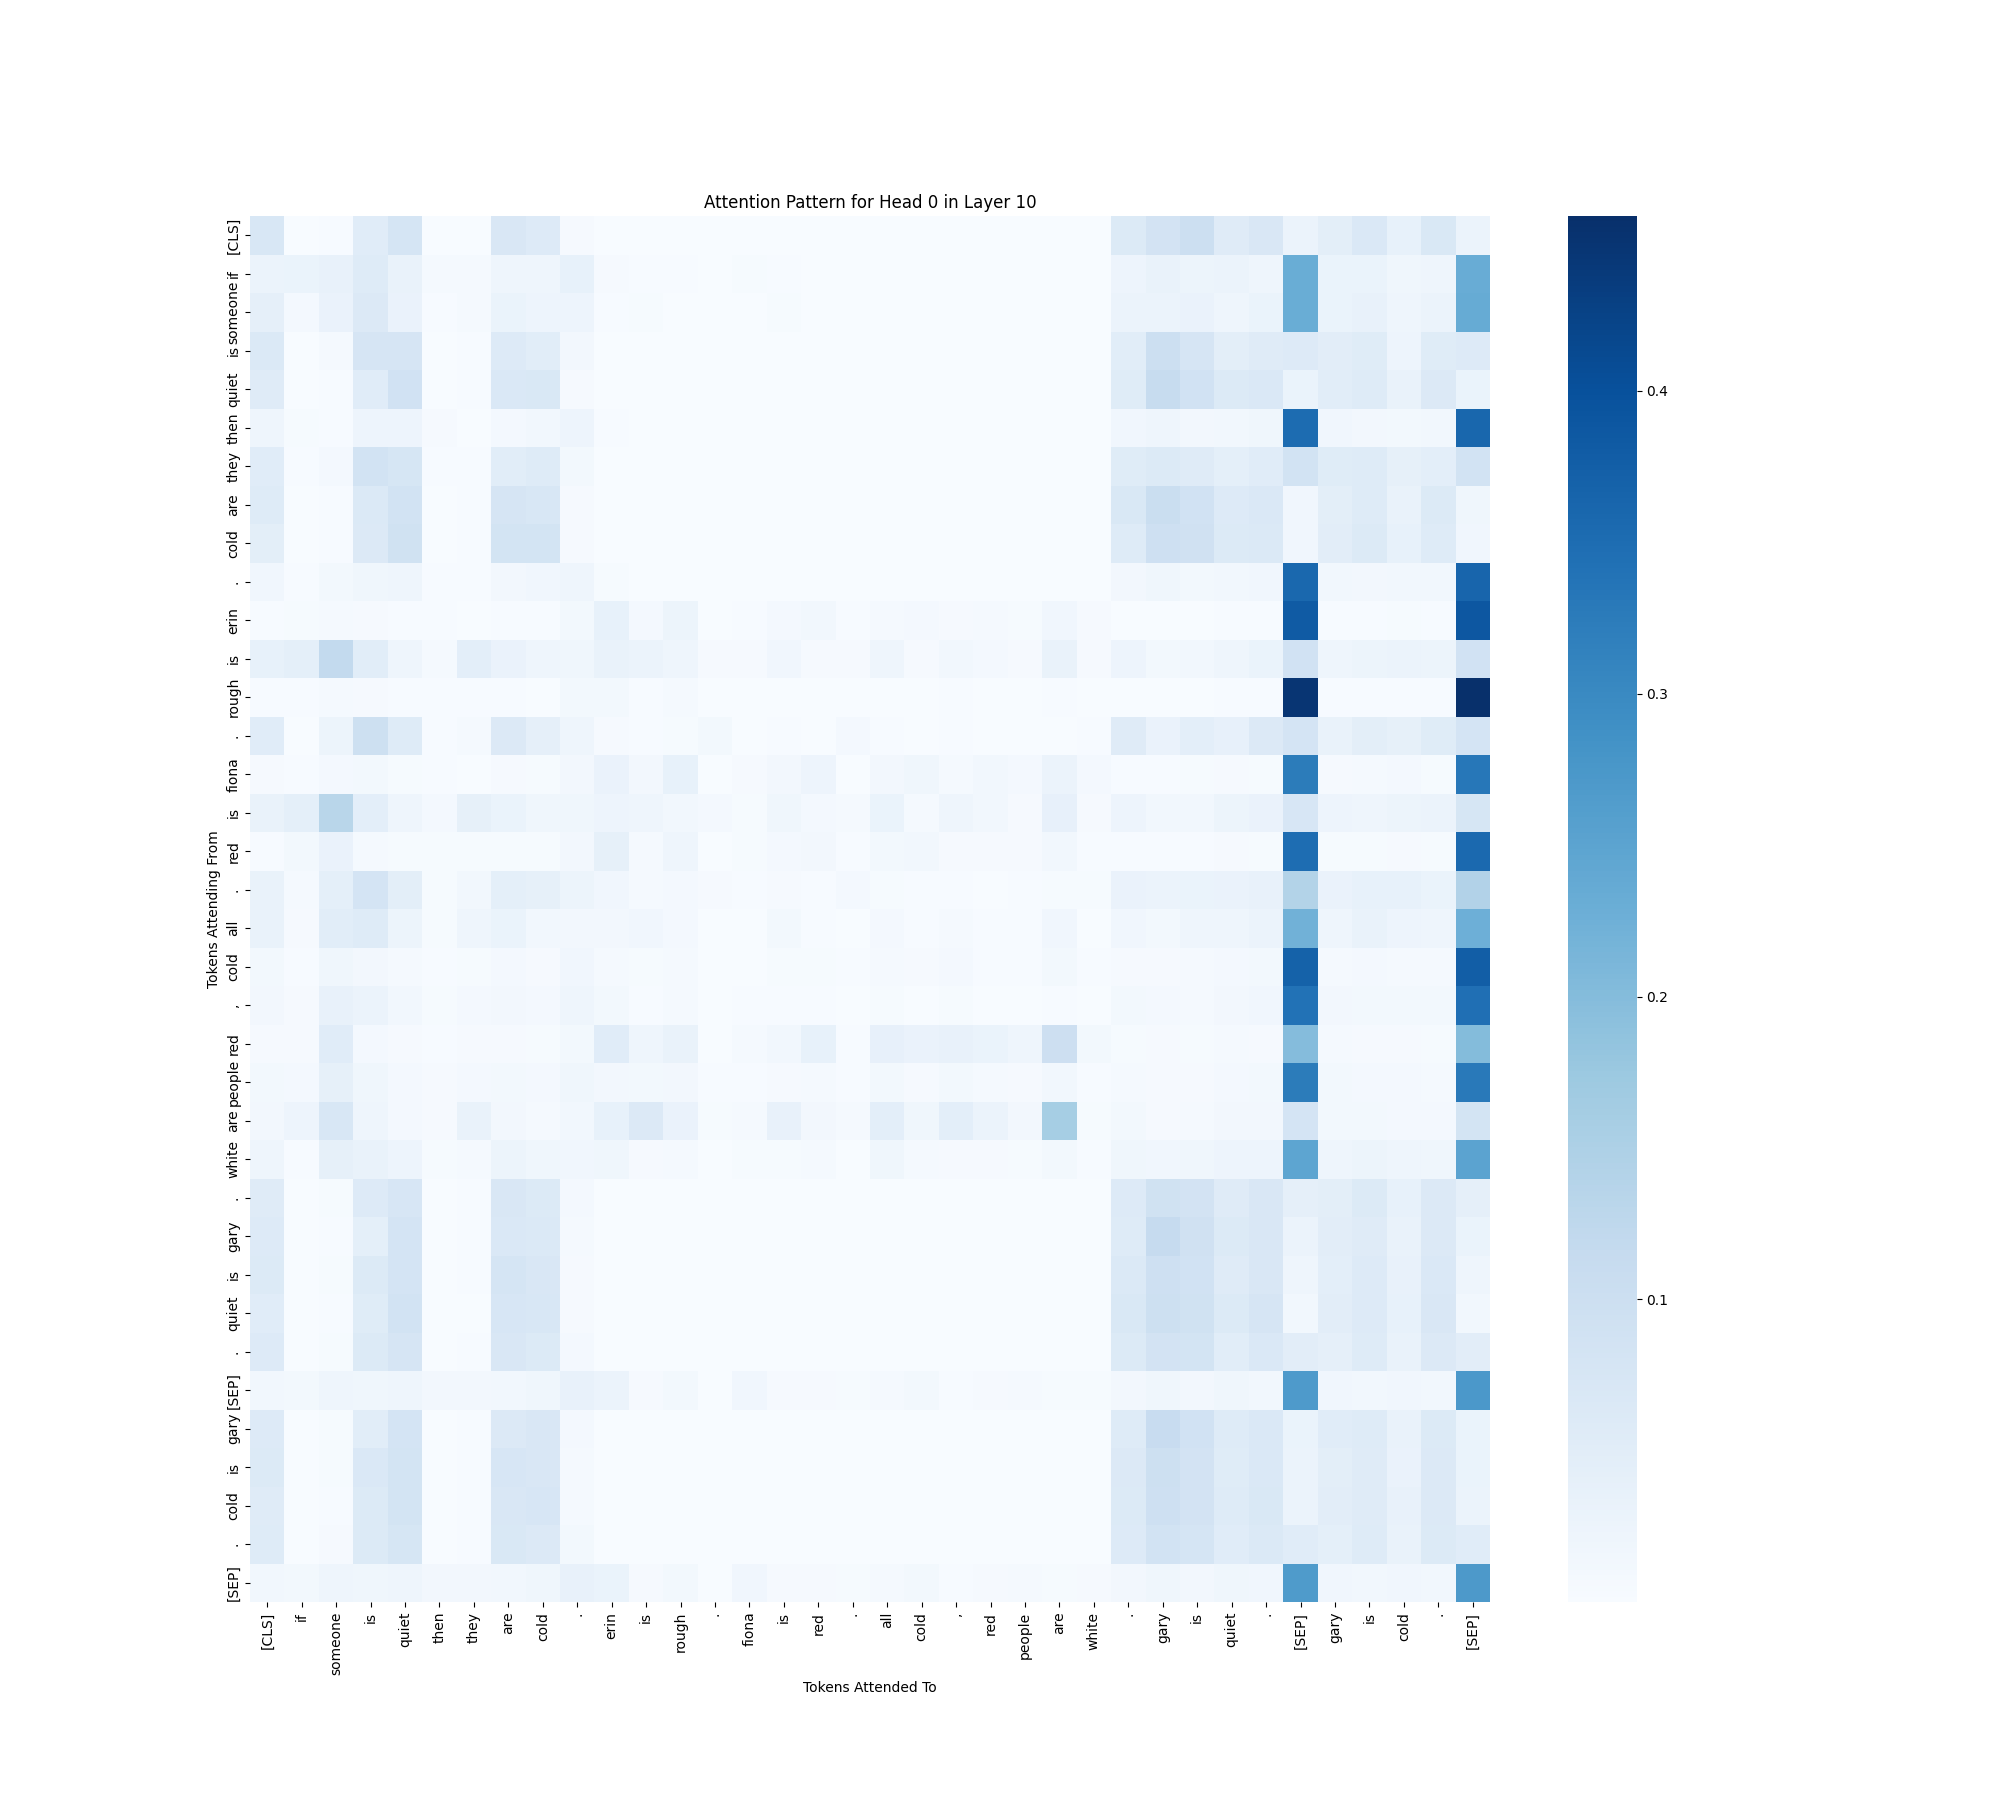 Attention Pattern for Head 0 in Layer 10
Tokens Attending From
[CLS]
if
someone
is
quiet
then
they
are
cold
.
erin
is
rough
.
fiona
is
red
.
all
cold
,
red
people
are
white
.
gary
is
quiet
.
[SEP]
gary
is
cold
.
[SEP]
[CLS] if someone is quiet then they are cold . erin is rough . fiona is red . all cold , red people are white . gary is quiet . [SEP] gary is cold . [SEP]
Tokens Attended To
0.4
0.3
0.2
0.1